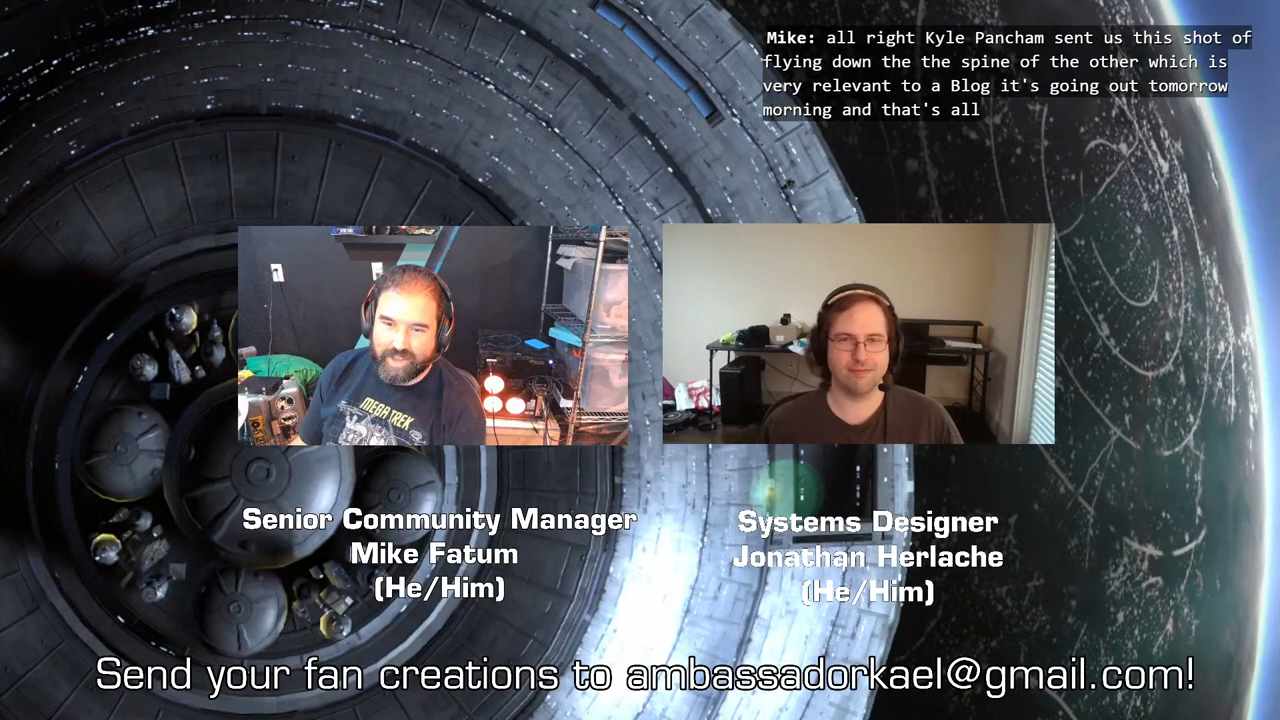 Mike: all right Kyle Pancham sent us this shot of
flying down the the spine of the other which is
very relevant to a Blog it's going out tomorrow
morning and that's all
MEGA TREK
Senior Community Manager
Mike Fatum
(He/Him)
Systems Designer
Jonathan Herlache
(He/Him)
Send your fan creations to ambassadorkael@gmail.com!